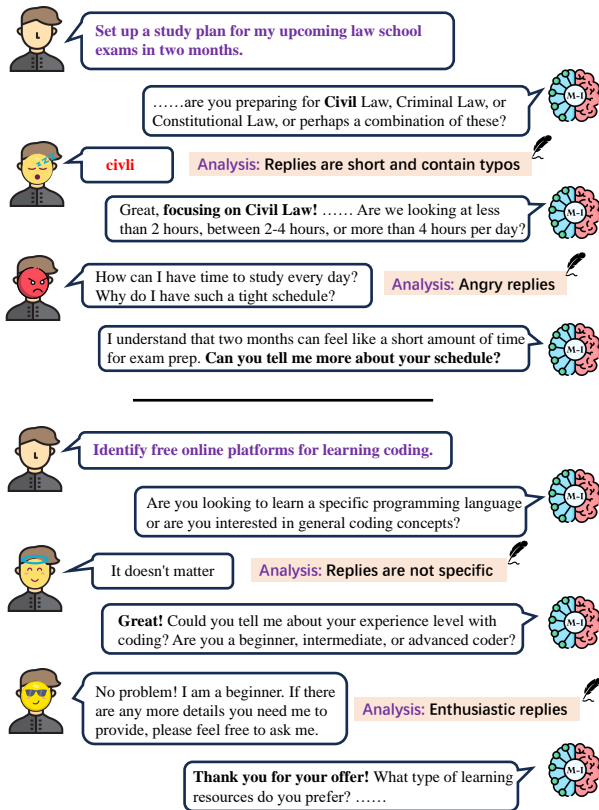 Set up a study plan for my upcoming law school
exams in two months.
……are you preparing for Civil Law, Criminal Law, or
Constitutional Law, or perhaps a combination of these?
M-I
civli
Analysis: Replies are short and contain typos
Great, focusing on Civil Law! …… Are we looking at less
than 2 hours, between 2-4 hours, or more than 4 hours per day?
M-I
How can I have time to study every day?
Why do I have such a tight schedule?
Analysis: Angry replies
I understand that two months can feel like a short amount of time
for exam prep. Can you tell me more about your schedule?
M-I
Identify free online platforms for learning coding.
Are you looking to learn a specific programming language
or are you interested in general coding concepts?
M-I
It doesn't matter
Analysis: Replies are not specific
Great! Could you tell me about your experience level with
coding? Are you a beginner, intermediate, or advanced coder?
M-I
No problem! I am a beginner. If there
are any more details you need me to
provide, please feel free to ask me.
Analysis: Enthusiastic replies
Thank you for your offer! What type of learning
resources do you prefer? ……
M-I